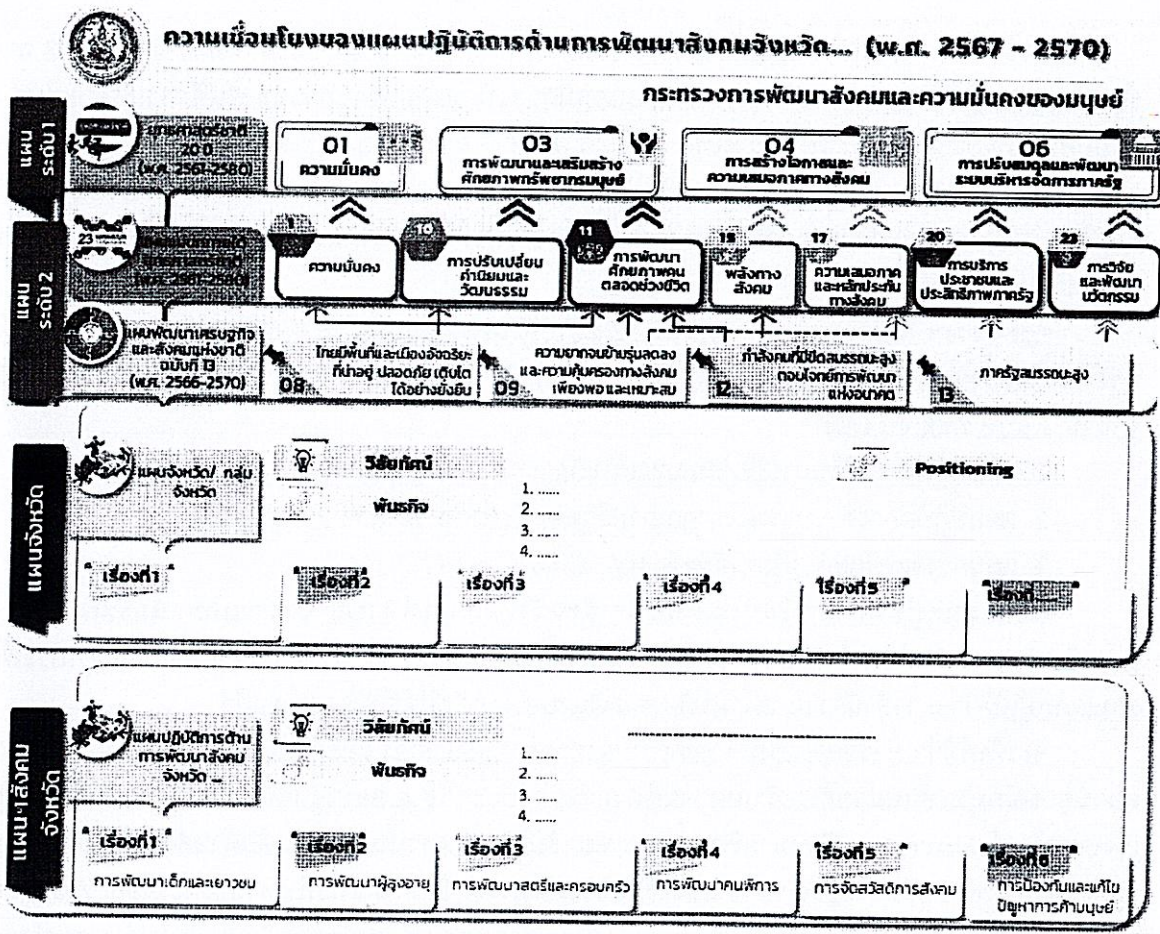 ความเชื่อมโยงของแผนปฏิบัติการด้านการพัฒนาสังคมจังหวัด... (พ.ศ. 2567 - 2570)
กระทรวงการพัฒนาสังคมและความมั่นคงของมนุษย์
แผน
ระดับ 1
ยุทธศาสตร์ชาติ
20 ปี
(พ.ศ. 2561-2580)
01
ความมั่นคง
03
การพัฒนาและเสริมสร้าง
ศักยภาพทรัพยากรมนุษย์
04
การสร้างโอกาสและ
ความเสมอภาคทางสังคม
06
การปรับสมดุลและพัฒนา
ระบบบริหารจัดการภาครัฐ
แผน
ระดับ 2
23
ยุทธศาสตร์ชาติ
(พ.ศ. 2561-2580)
1
ความมั่นคง
10
การปรับเปลี่ยน
ค่านิยมและ
วัฒนธรรม
11
การพัฒนา
ศักยภาพคน
ตลอดช่วงชีวิต
15
พลังทาง
สังคม
17
ความเสมอภาค
และหลักประกัน
ทางสังคม
20
การบริการ
ประชาชนและ
ประสิทธิภาพภาครัฐ
23
การวิจัย
และพัฒนา
นวัตกรรม
แผนพัฒนาเศรษฐกิจ
และสังคมแห่งชาติ
ฉบับที่ 13
(พ.ศ. 2566-2570)
08
ไทยมีพื้นที่และเมืองอัจฉริยะ
ที่น่าอยู่ ปลอดภัย เติบโต
ได้อย่างยั่งยืน
09
ความยากจนข้ามรุ่นลดลง
และความคุ้มครองทางสังคม
เพียงพอ และเหมาะสม
12
กำลังคนที่มีขีดสมรรถนะสูง
ตอบโจทย์การพัฒนา
แห่งอนาคต
13
ภาครัฐสมรรถนะสูง
แผนจังหวัด
แผนจังหวัด/ กลุ่ม
จังหวัด
วิสัยทัศน์
Positioning
พันธกิจ
1. .....
2. .....
3. .....
4. .....
เรื่องที่1
เรื่องที่2
เรื่องที่3
เรื่องที่4
เรื่องที่5
เรื่องที่.....
แผนฯสังคม
จังหวัด
แผนปฏิบัติการด้าน
การพัฒนาสังคม
จังหวัด ...
วิสัยทัศน์
พันธกิจ
1. .....
2. .....
3. .....
4. .....
เรื่องที่1
การพัฒนาเด็กและเยาวชน
เรื่องที่2
การพัฒนาผู้สูงอายุ
เรื่องที่3
การพัฒนาสตรีและครอบครัว
เรื่องที่4
การพัฒนาคนพิการ
เรื่องที่5
การจัดสวัสดิการสังคม
เรื่องที่6
การป้องกันและแก้ไข
ปัญหาการค้ามนุษย์